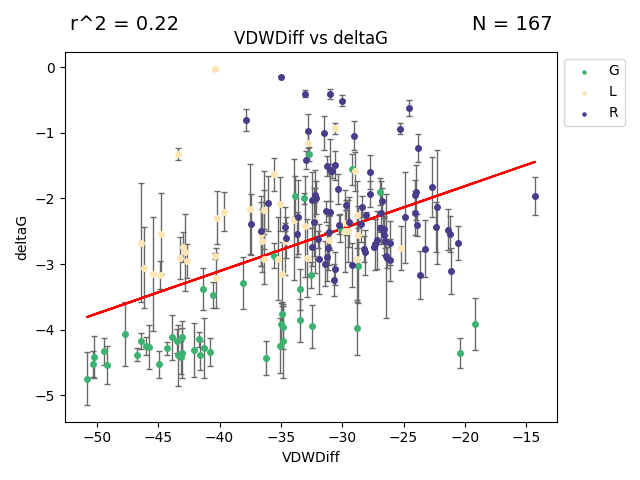 r^2 = 0.22 N = 167
VDWDiff vs deltaG
G
L
R
deltaG
0
−1
−2
−3
−4
−5
−50 −45 −40 −35 −30 −25 −20 −15
VDWDiff